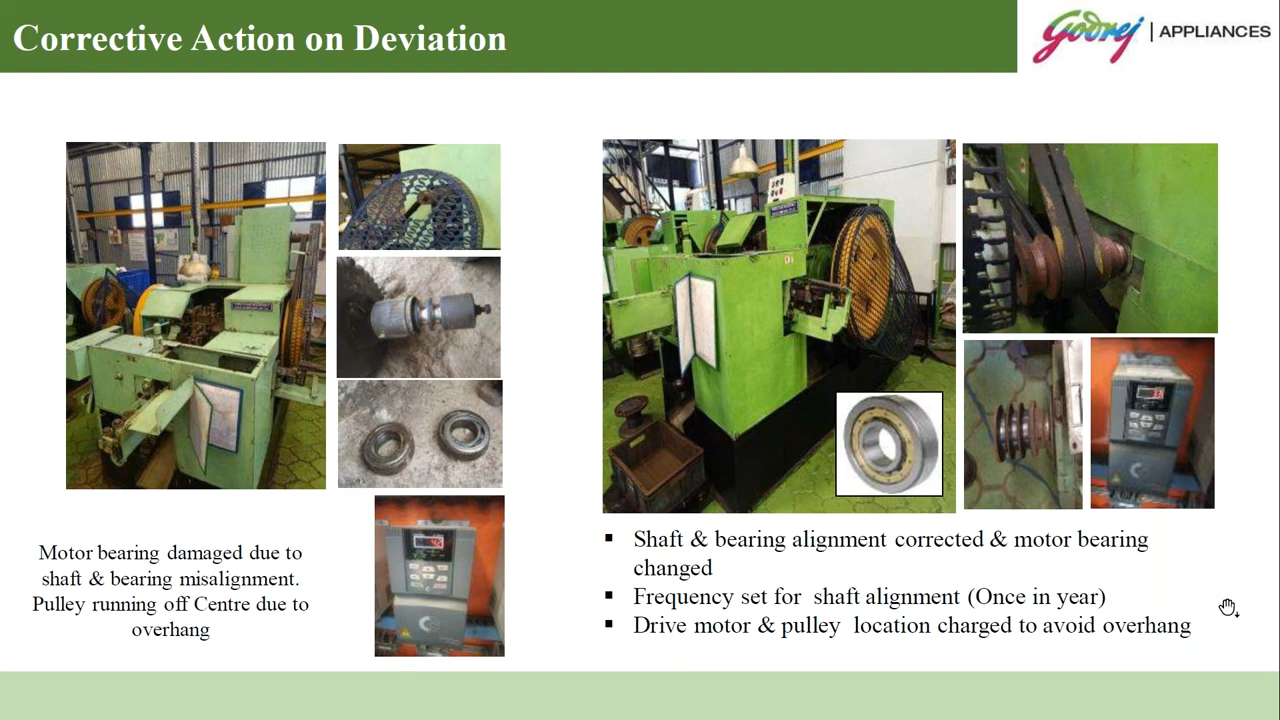 Corrective Action on Deviation
Godrej | APPLIANCES
Motor bearing damaged due to
shaft & bearing misalignment.
Pulley running off Centre due to
overhang
▪ Shaft & bearing alignment corrected & motor bearing
changed
▪ Frequency set for shaft alignment (Once in year)
▪ Drive motor & pulley location charged to avoid overhang